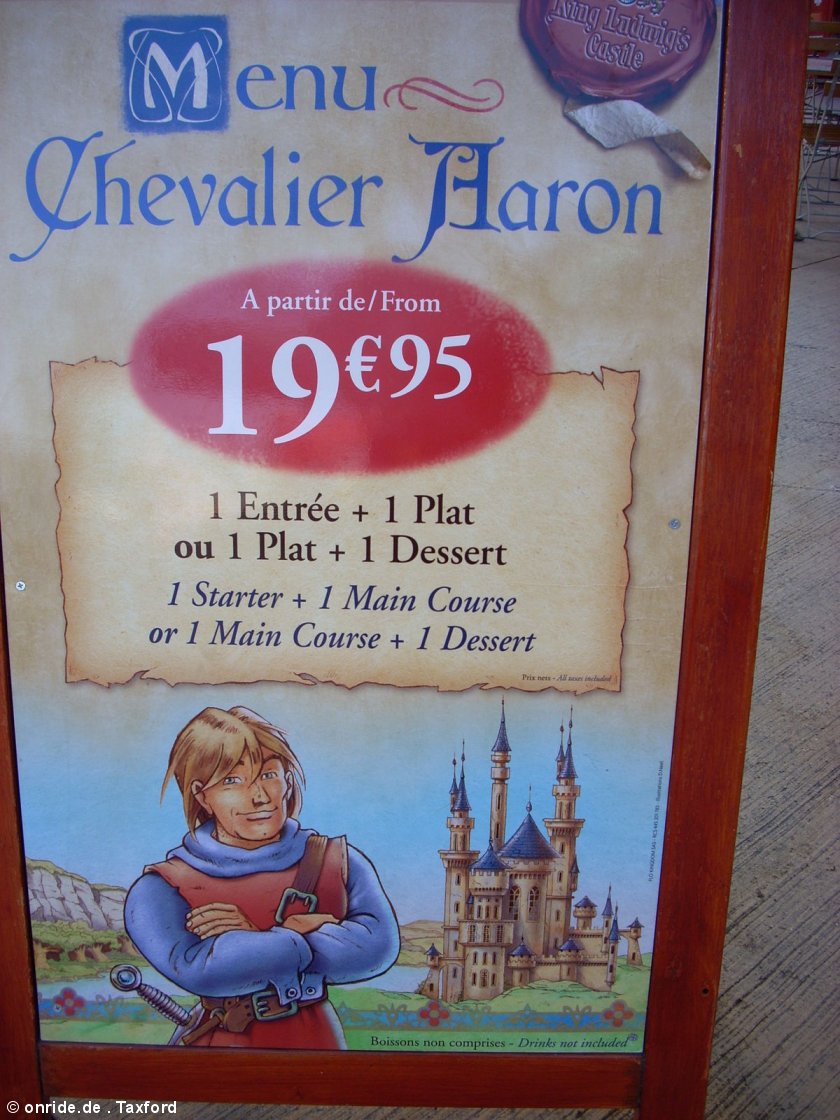 King Ludwig's
Castle
Menu
Chevalier Aaron
A partir de/From
19€95
1 Entrée + 1 Plat
ou 1 Plat + 1 Dessert
1 Starter + 1 Main Course
or 1 Main Course + 1 Dessert
Prix nets - All taxes included
Boissons non comprises - Drinks not included
© onride.de . Taxford